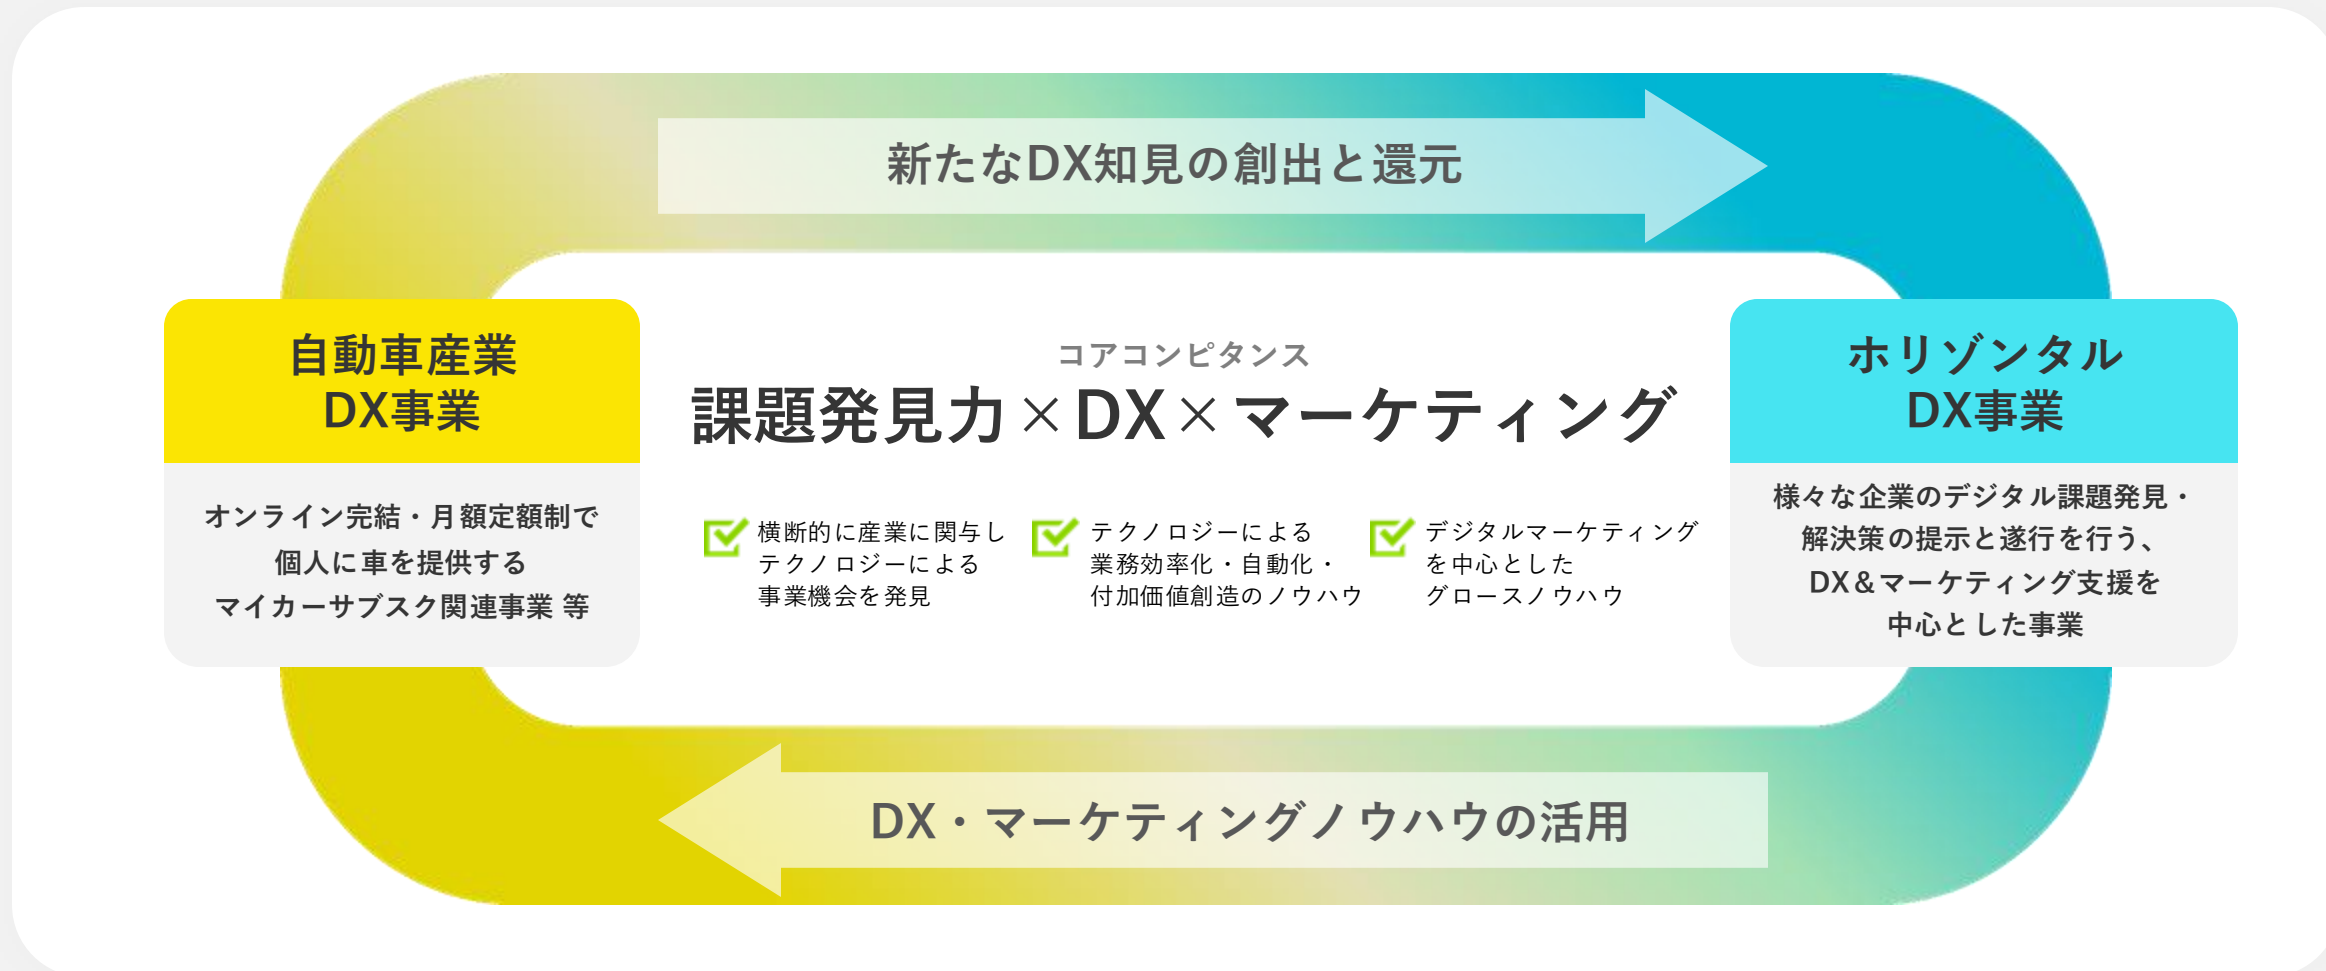 新たなDX知見の創出と還元
自動車産業
DX事業
オンライン完結・月額定額制で
個人に車を提供する
マイカーサブスク関連事業 等
コアコンピタンス
課題発見力×DX×マーケティング
横断的に産業に関与し
テクノロジーによる
事業機会を発見
テクノロジーによる
業務効率化・自動化・
付加価値創造のノウハウ
デジタルマーケティング
を中心とした
グロースノウハウ
ホリゾンタル
DX事業
様々な企業のデジタル課題発見・
解決策の提示と遂行を行う、
DX＆マーケティング支援を
中心とした事業
DX・マーケティングノウハウの活用